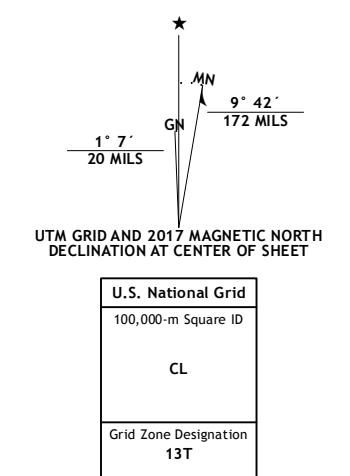 ★
MN
GN
9° 42´
172 MILS
1° 7´
20 MILS
UTM GRID AND 2017 MAGNETIC NORTH
DECLINATION AT CENTER OF SHEET
U.S. National Grid
100,000-m Square ID
CL
Grid Zone Designation
13T